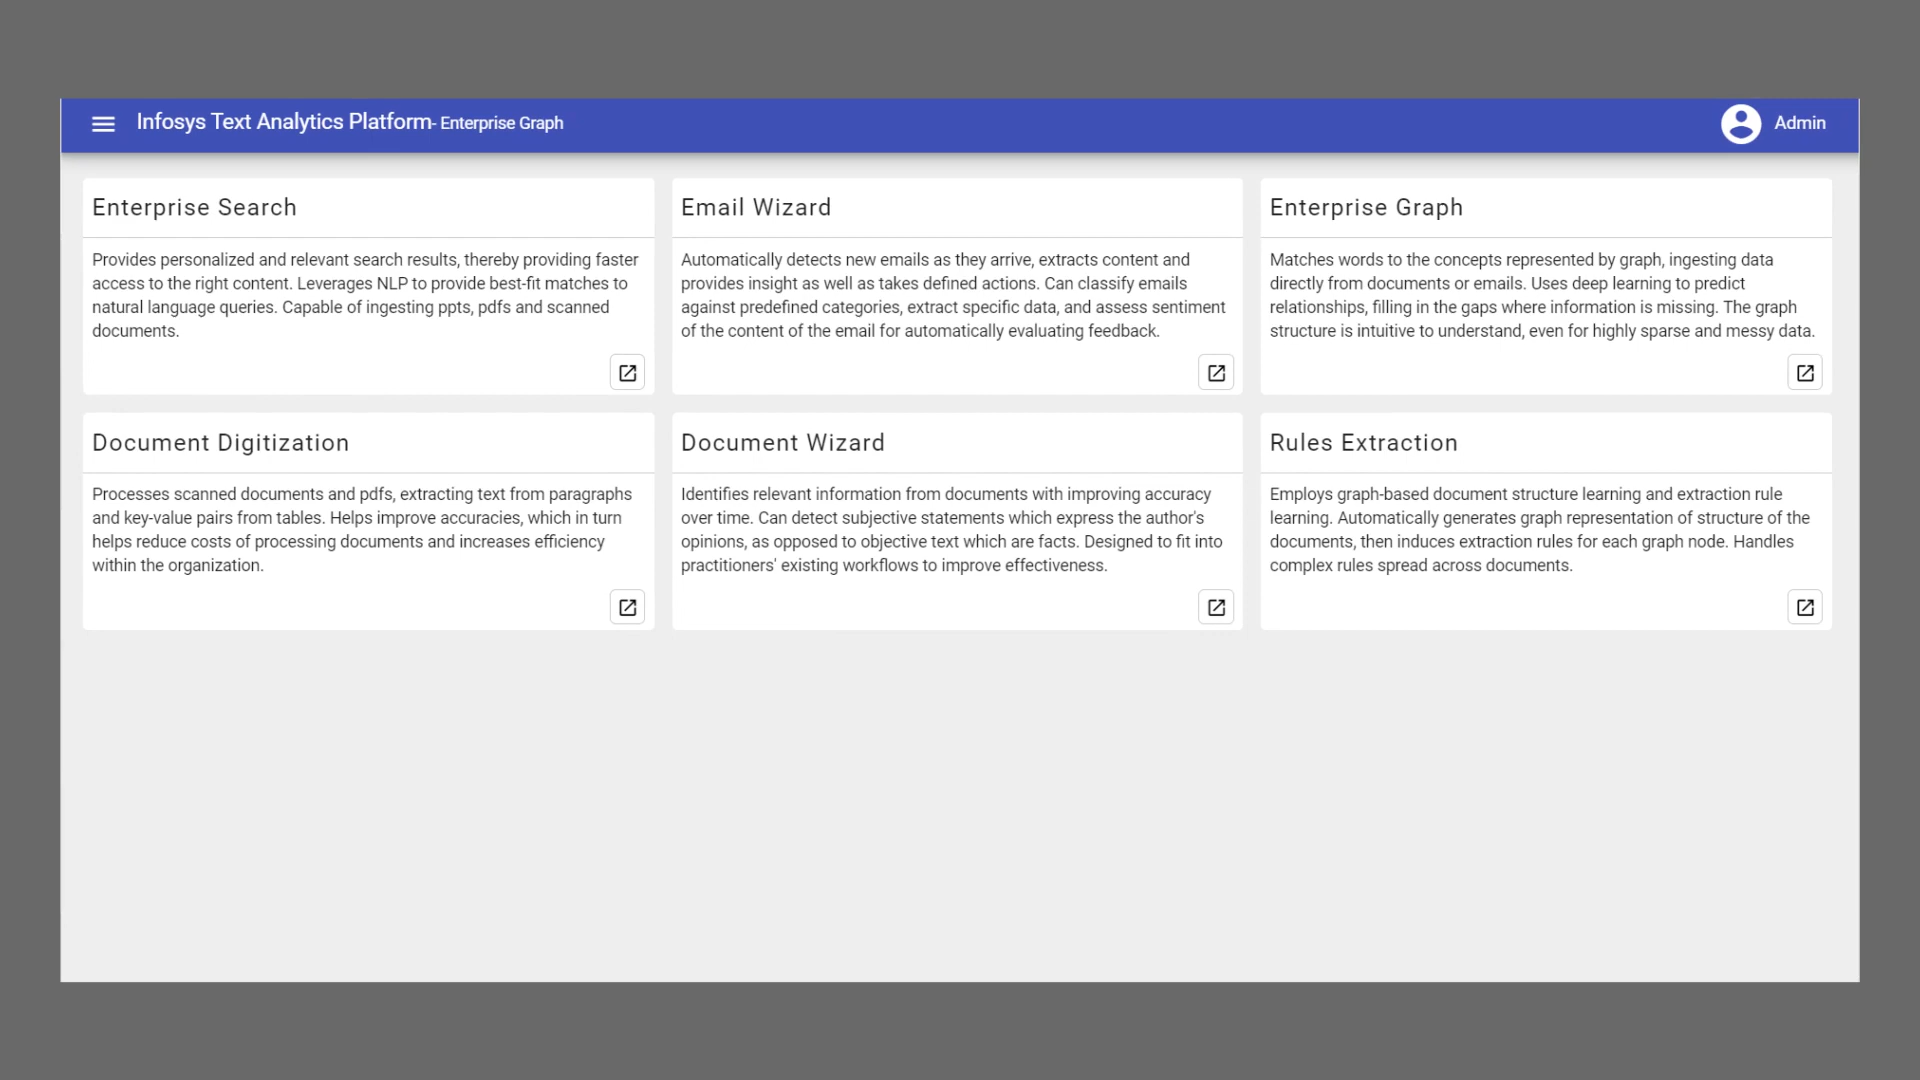 Infosys Text Analytics Platform- Enterprise Graph
Admin
Enterprise Search
Provides personalized and relevant search results, thereby providing faster
access to the right content. Leverages NLP to provide best-fit matches to
natural language queries. Capable of ingesting ppts, pdfs and scanned
documents.
Email Wizard
Automatically detects new emails as they arrive, extracts content and
provides insight as well as takes defined actions. Can classify emails
against predefined categories, extract specific data, and assess sentiment
of the content of the email for automatically evaluating feedback.
Enterprise Graph
Matches words to the concepts represented by graph, ingesting data
directly from documents or emails. Uses deep learning to predict
relationships, filling in the gaps where information is missing. The graph
structure is intuitive to understand, even for highly sparse and messy data.
Document Digitization
Processes scanned documents and pdfs, extracting text from paragraphs
and key-value pairs from tables. Helps improve accuracies, which in turn
helps reduce costs of processing documents and increases efficiency
within the organization.
Document Wizard
Identifies relevant information from documents with improving accuracy
over time. Can detect subjective statements which express the author's
opinions, as opposed to objective text which are facts. Designed to fit into
practitioners' existing workflows to improve effectiveness.
Rules Extraction
Employs graph-based document structure learning and extraction rule
learning. Automatically generates graph representation of structure of the
documents, then induces extraction rules for each graph node. Handles
complex rules spread across documents.